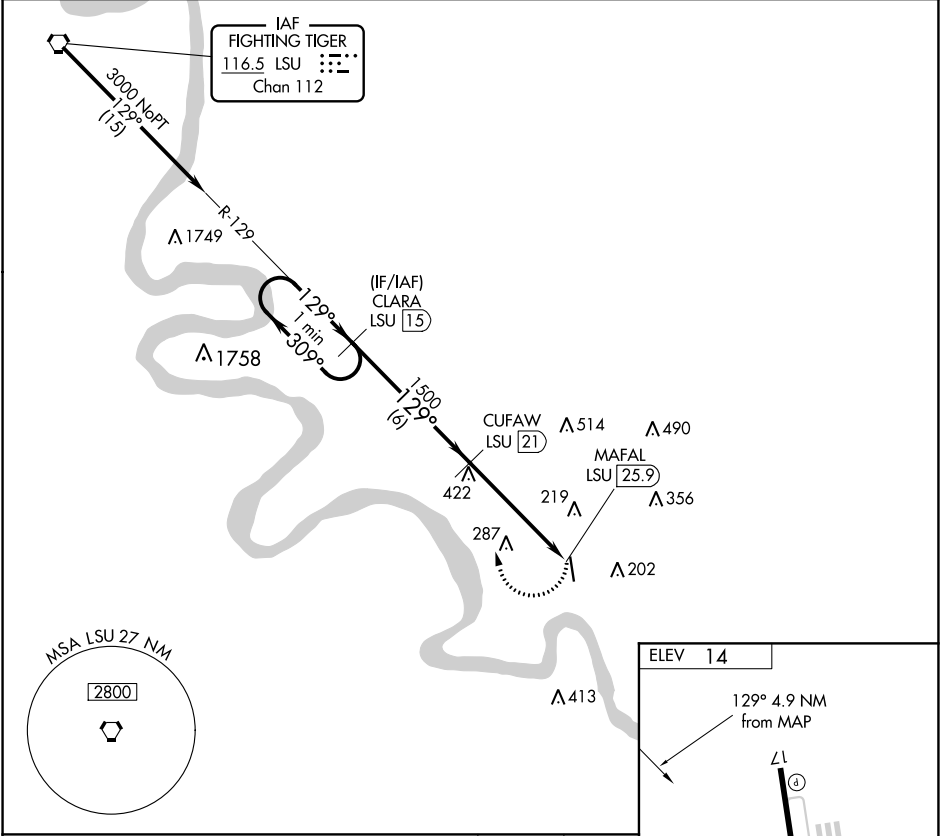 IAF
FIGHTING TIGER
116.5 LSU
Chan 112
3000 NoPT
129°
(15)
R-129
1749
(IF/IAF)
CLARA
LSU 15
129°
1 min
309°
1758
1500
129°
(6)
CUFAW
LSU 21
514
490
MAFAL
LSU 25.9
422
219
356
287
202
MSA LSU 27 NM
2800
413
ELEV 14
129° 4.9 NM
from MAP
17
P